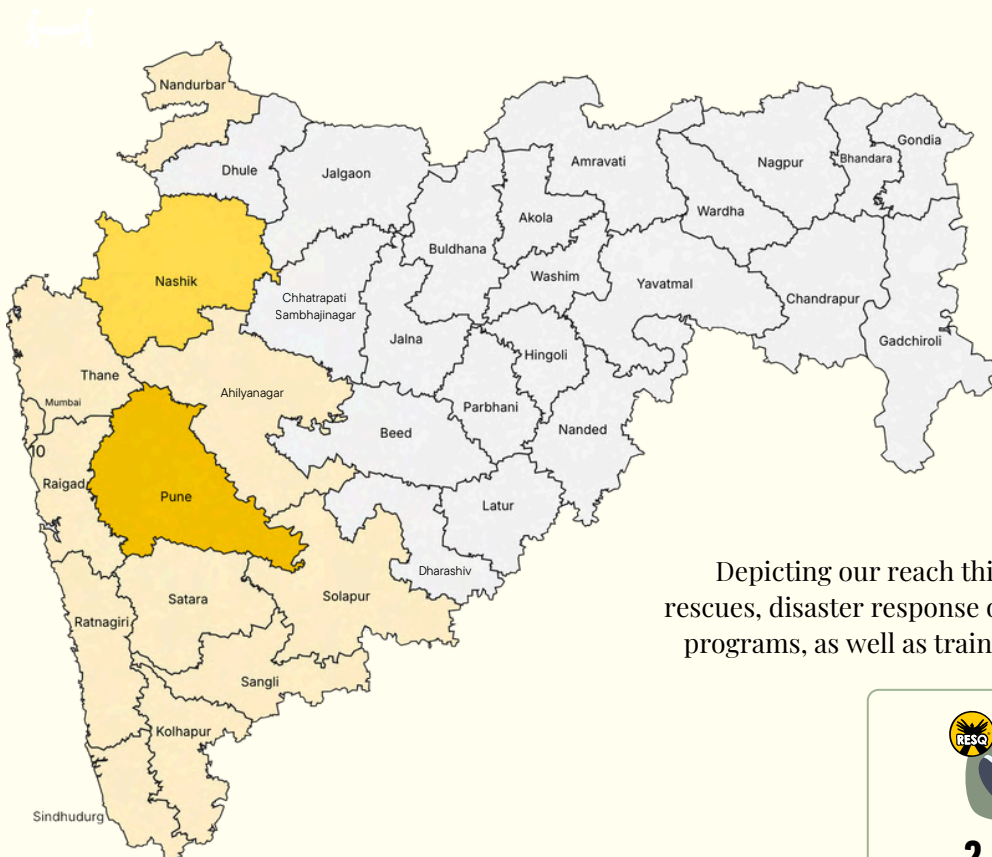 Nandurbar
Dhule
Jalgaon
Amravati
Nagpur
Bhandara
Gondia
Akola
Wardha
Buldhana
Washim
Yavatmal
Chandrapur
Gadchiroli
Nashik
Chhatrapati
Sambhajinagar
Jalna
Hingoli
Thane
Mumbai
Ahilyanagar
Parbhani
Nanded
Beed
10
Raigad
Pune
Latur
Dharashiv
Satara
Solapur
Ratnagiri
Sangli
Kolhapur
Sindhudurg
Depicting our reach thi
rescues, disaster response o
programs, as well as train
RESQ